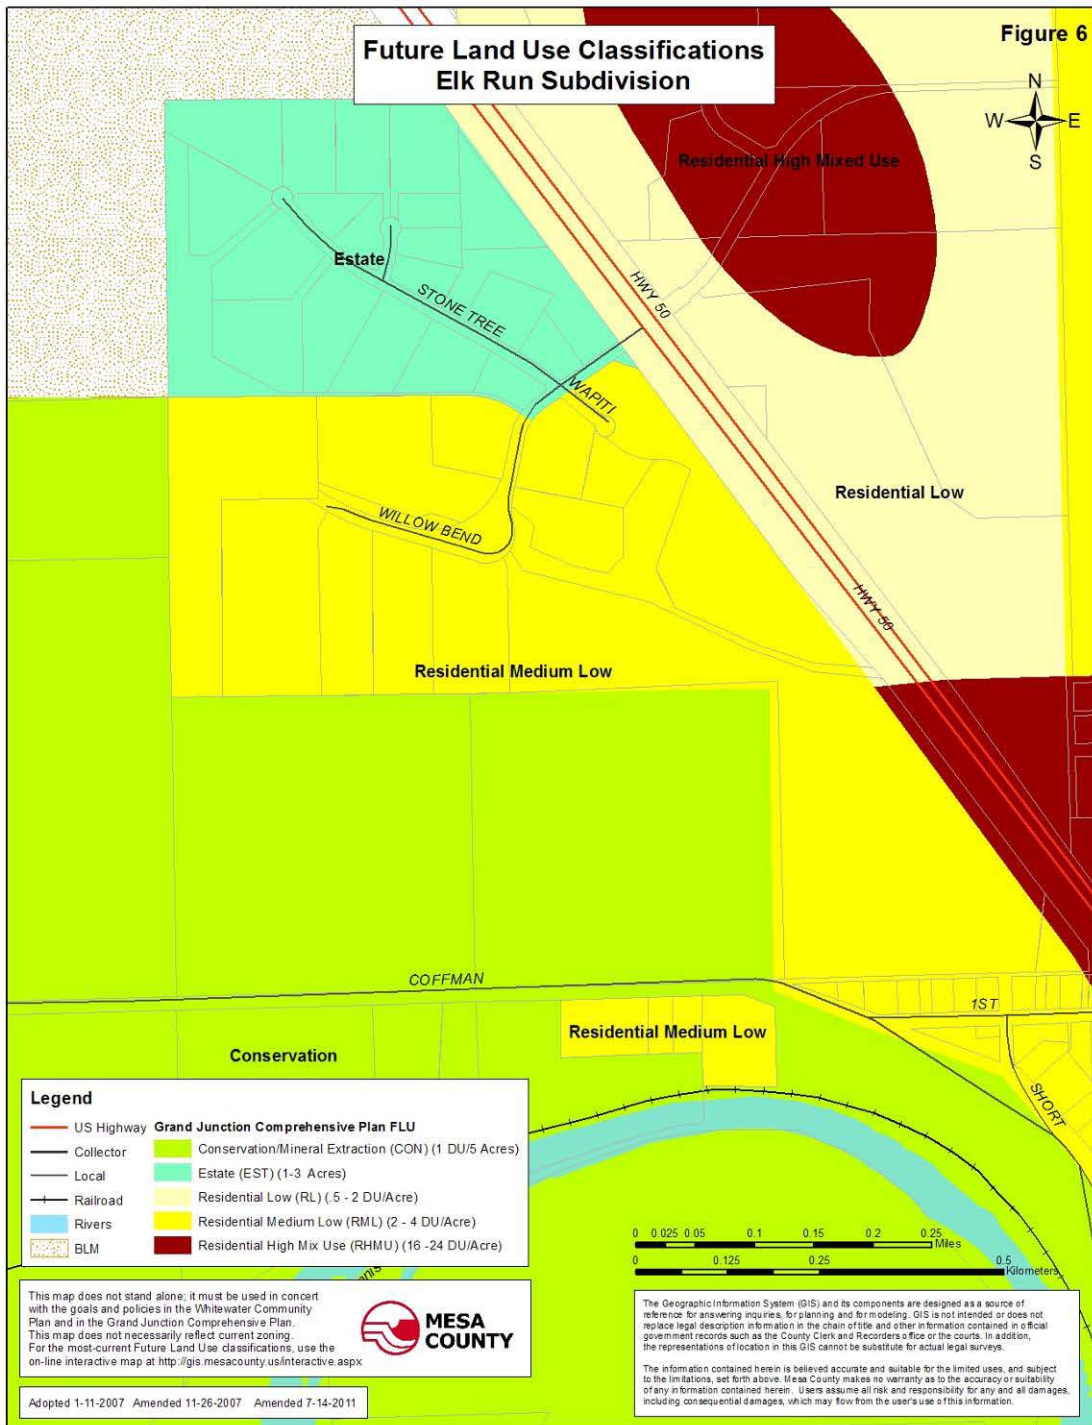 Future Land Use Classifications
Elk Run Subdivision
Figure 6
N
W E
S
Residential High Mixed Use
Estate
STONE TREE
HWY 50
WAPITI
Residential Low
WILLOW BEND
HWY 50
Residential Medium Low
COFFMAN
1ST
Residential Medium Low
Conservation
SHORT
Legend
US Highway
Collector
Local
Railroad
Rivers
BLM
Grand Junction Comprehensive Plan FLU
Conservation/Mineral Extraction (CON) (1 DU/5 Acres)
Estate (EST) (1-3 Acres)
Residential Low (RL) (.5 - 2 DU/Acre)
Residential Medium Low (RML) (2 - 4 DU/Acre)
Residential High Mix Use (RHMU) (16 -24 DU/Acre)
0 0.025 0.05 0.1 0.15 0.2 0.25
Miles
0 0.125 0.25 0.5
Kilometers
This map does not stand alone; it must be used in concert
with the goals and policies in the Whitewater Community
Plan and in the Grand Junction Comprehensive Plan.
This map does not necessarily reflect current zoning.
For the most-current Future Land Use classifications, use the
on-line interactive map at http://gis.mesacounty.us/interactive.aspx
MESA
COUNTY
The Geographic Information System (GIS) and its components are designed as a source of
reference for answering inquiries, for planning and for modeling. GIS is not intended or does not
replace legal description information in the chain of title and other information contained in official
government records such as the County Clerk and Recorders office or the courts. In addition,
the representations of location in this GIS cannot be substitute for actual legal surveys.
The information contained herein is believed accurate and suitable for the limited uses, and subject
to the limitations, set forth above. Mesa County makes no warranty as to the accuracy or suitability
of any information contained herein. Users assume all risk and responsibility for any and all damages,
including consequential damages, which may flow from the user's use of this information.
Adopted 1-11-2007 Amended 11-26-2007 Amended 7-14-2011